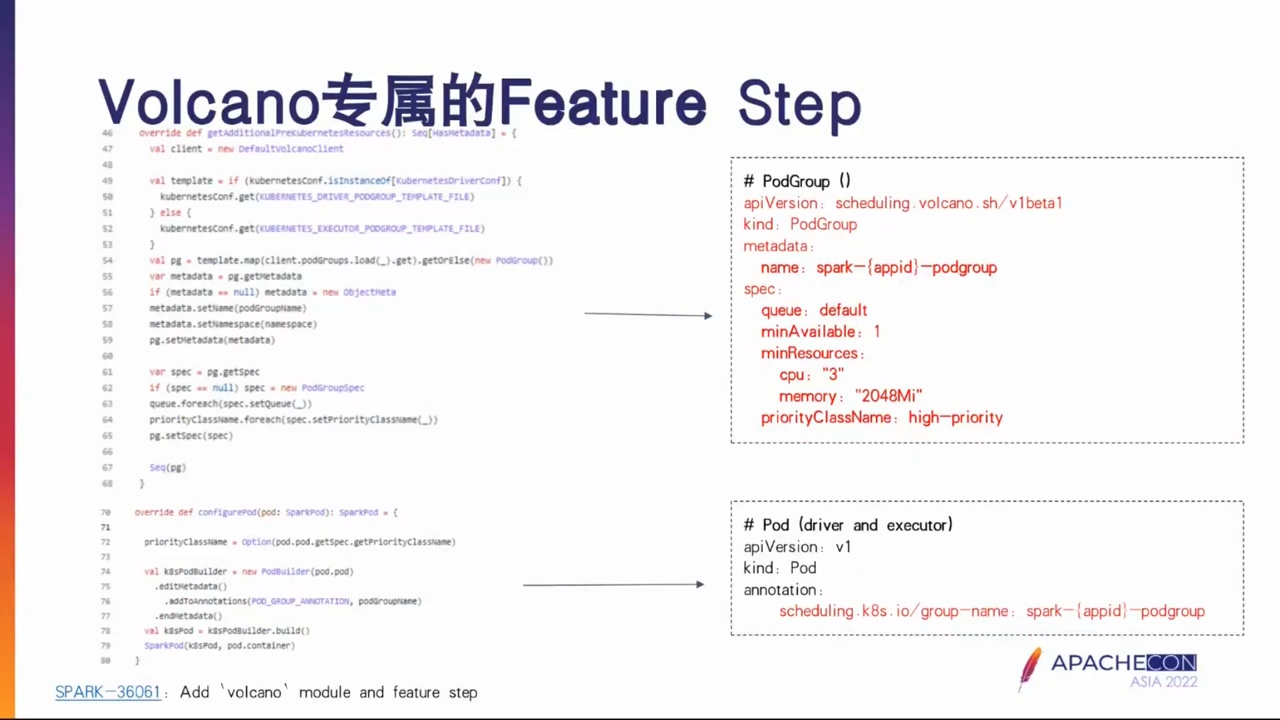 Volcano专属的Feature Step
46 override def getAdditionalPreKubernetesResources(): Seq[HasMetadata] = {
47 val client = new DefaultVolcanoClient
48
49 val template = if (kubernetesConf.isInstanceOf[KubernetesDriverConf]) {
50 kubernetesConf.get(KUBERNETES_DRIVER_PODGROUP_TEMPLATE_FILE)
51 } else {
52 kubernetesConf.get(KUBERNETES_EXECUTOR_PODGROUP_TEMPLATE_FILE)
53 }
54 val pg = template.map(client.podGroups.load(_).get).getOrElse(new PodGroup())
55 var metadata = pg.getMetadata
56 if (metadata == null) metadata = new ObjectMeta
57 metadata.setName(podGroupName)
58 metadata.setNamespace(namespace)
59 pg.setMetadata(metadata)
60
61 var spec = pg.getSpec
62 if (spec == null) spec = new PodGroupSpec
63 queue.foreach(spec.setQueue(_))
64 priorityClassName.foreach(spec.setPriorityClassName(_))
65 pg.setSpec(spec)
66
67 Seq(pg)
68 }
70 override def configurePod(pod: SparkPod): SparkPod = {
71
72 priorityClassName = Option(pod.pod.getSpec.getPriorityClassName)
73
74 val k8sPodBuilder = new PodBuilder(pod.pod)
75 .editMetadata()
76 .addToAnnotations(POD_GROUP_ANNOTATION, podGroupName)
77 .endMetadata()
78 val k8sPod = k8sPodBuilder.build()
79 SparkPod(k8sPod, pod.container)
80 }
# PodGroup ()
apiVersion: scheduling.volcano.sh/v1beta1
kind: PodGroup
metadata:
name: spark-{appid}-podgroup
spec:
queue: default
minAvailable: 1
minResources:
cpu: "3"
memory: "2048Mi"
priorityClassName: high-priority
# Pod (driver and executor)
apiVersion: v1
kind: Pod
annotation:
scheduling.k8s.io/group-name: spark-{appid}-podgroup
SPARK-36061: Add `volcano` module and feature step
APACHECON
ASIA 2022